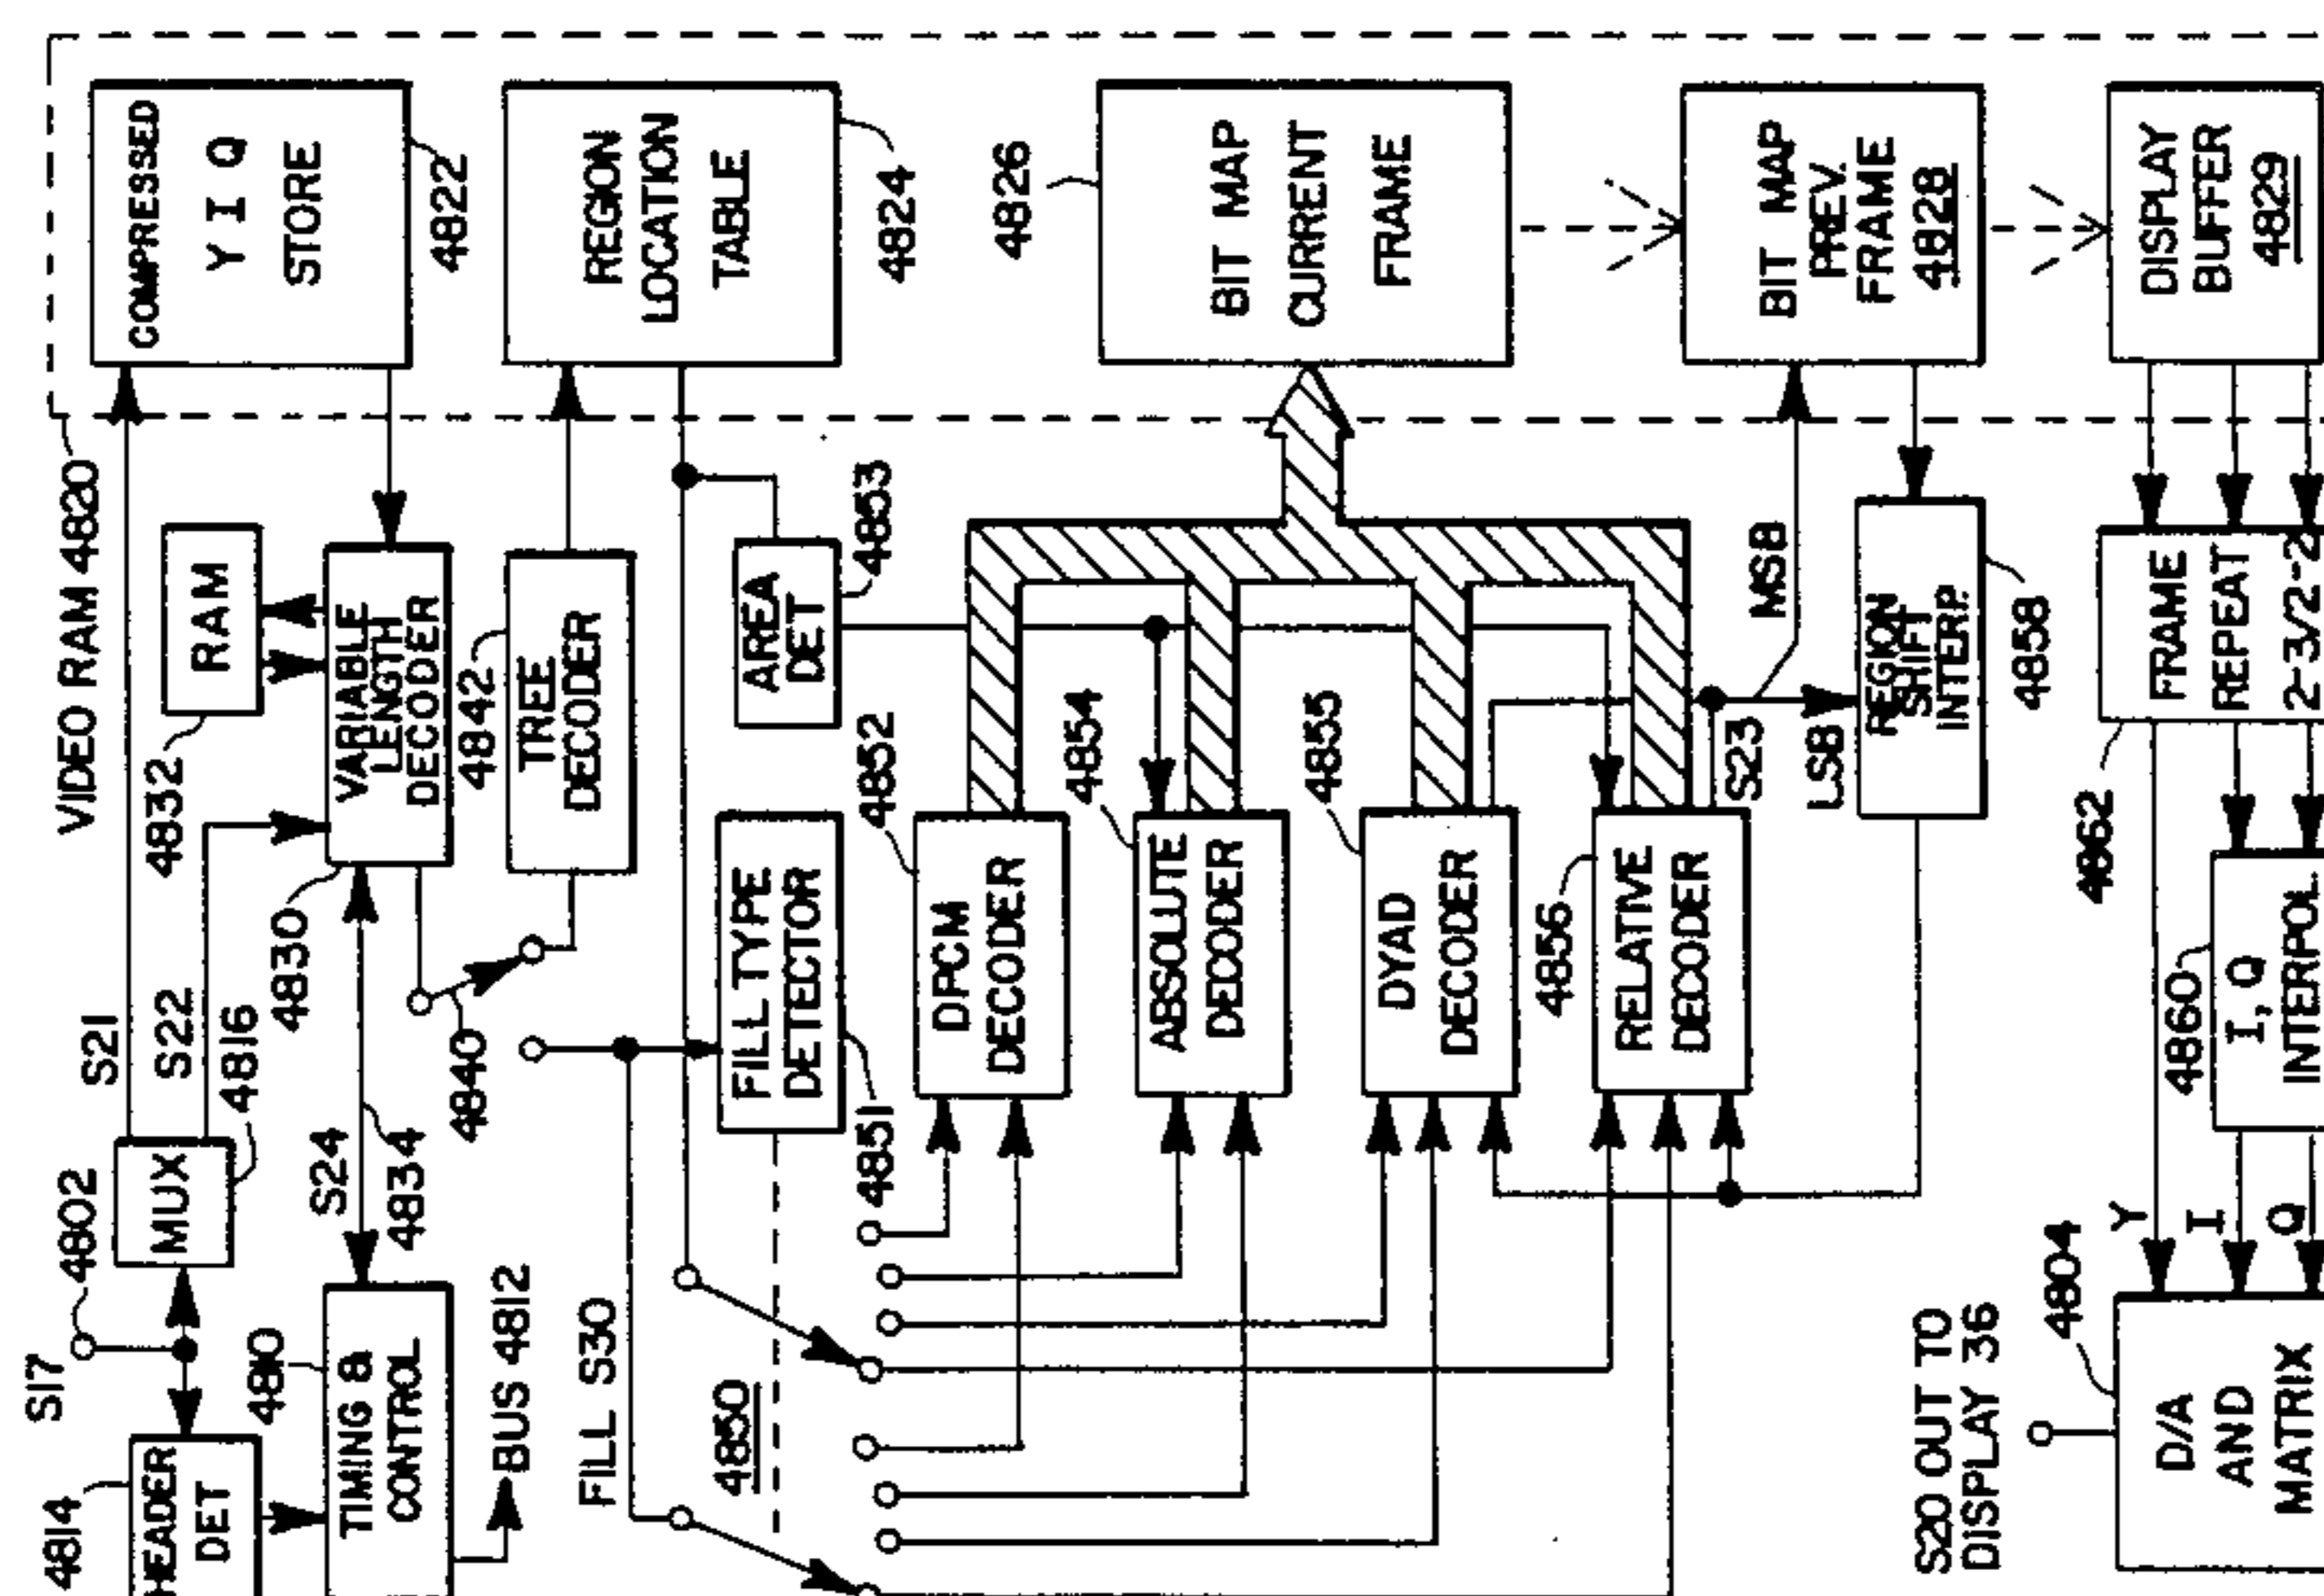 COMPRESSED
Y I Q
STORE
4822
REGION
LOCATION
TABLE
4824
4826
BIT MAP
CURRENT
FRAME
BIT MAP
PREV.
FRAME
4828
DISPLAY
BUFFER
4829
VIDEO RAM 4820
RAM
4832
VARIABLE
LENGTH
DECODER
4830
4842
TREE
DECODER
AREA
DET
4853
MSB
S23
LSB
REGION
SHIFT
INTERP.
4858
FRAME
REPEAT
2-3/2-2
4862
S21
S22
4816
MUX
4802
S17
S24
4834
4840
FILL TYPE
DETECTOR
4851
4852
DPCM
DECODER
4854
ABSOLUTE
DECODER
4855
DYAD
DECODER
4856
RELATIVE
DECODER
4860
I, Q
INTERPOL
Y
I
Q
4814
HEADER
DET
4810
TIMING &
CONTROL
BUS 4812
FILL S30
4850
S20 OUT TO
DISPLAY 36
4804
D/A
AND
MATRIX